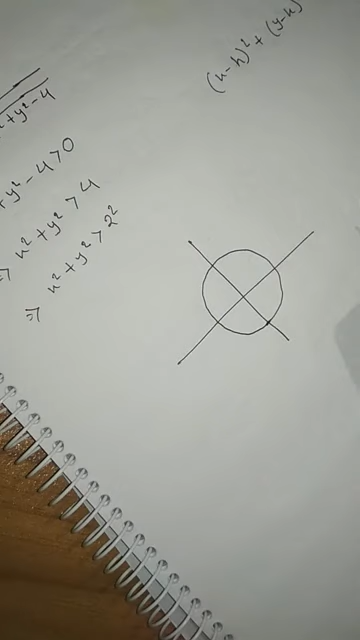 (x-h)² + (y-k)
²+y²-4
+y²-4>0
⇒ x²+y²>4
⇒ x²+y²>2²